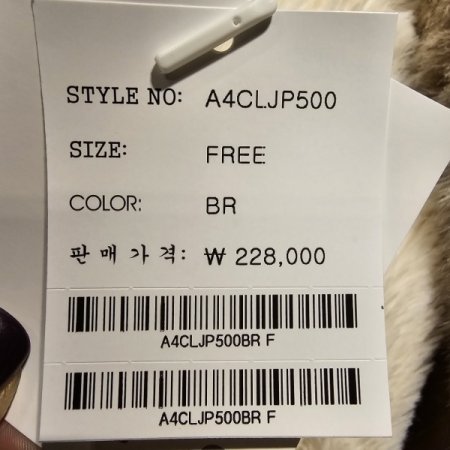 STYLE NO: A4CLJP500
SIZE: FREE
COLOR: BR
판매가격: ₩ 228,000
A4CLJP500BR F
A4CLJP500BR F